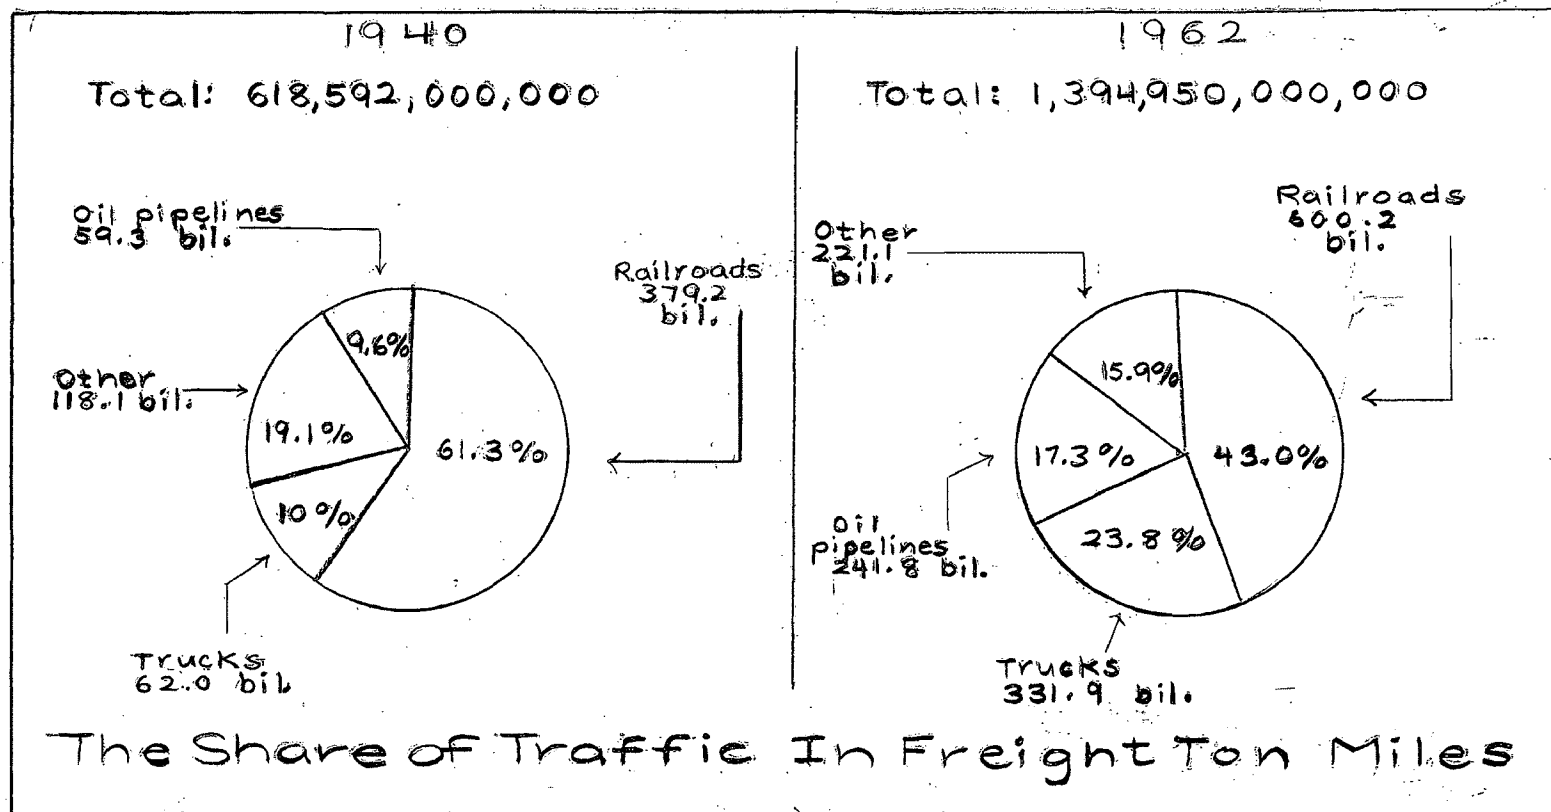 1940
Total: 618,592,000,000
Oil pipelines
59.3 bil.
Railroads
379.2
bil.
9.6%
Other
118.1 bil.
19.1%
61.3%
10%
Trucks
62.0 bil.
1962
Total: 1,394,950,000,000
Railroads
600.2
bil.
Other
221.1
bil.
15.9%
17.3%
43.0%
Oil
pipelines
241.8 bil.
23.8%
Trucks
331.9 bil.
The Share of Traffic In Freight Ton Miles